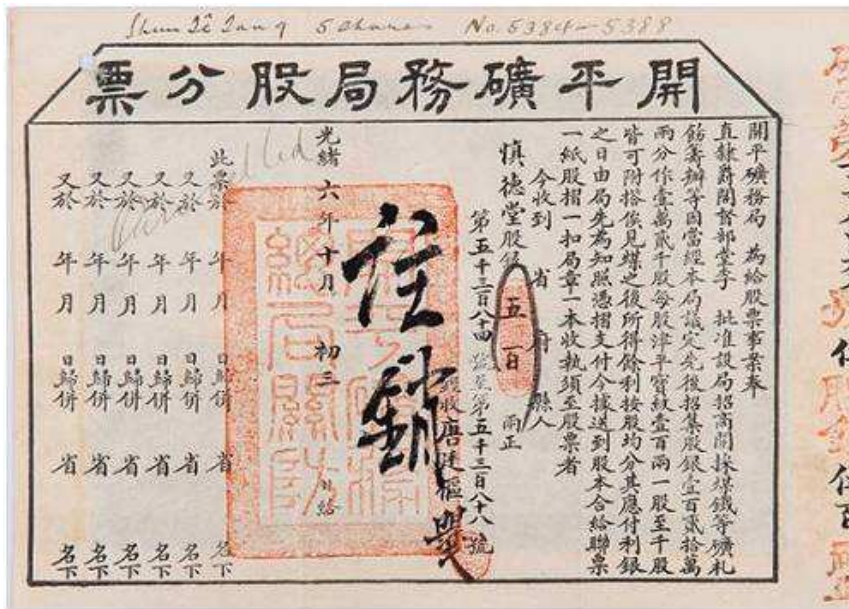 Shun Tê Tang 5 Shares No. 5384-5388
開平礦務局股分票
開平礦務局 為給股票事業奉
直隸爵閣督部堂李 批准設局招商開採煤鐵等礦札
飭籌辦等因當經本局議定先後招集股銀壹百貳拾萬
兩分作壹萬貳千股每股津平寶紋壹百兩一股至千股
皆可附搭俟見煤之後所得餘利按股均分其應付利銀
之日由局先為知照憑摺支付今據送到股本合給聯票
一紙股摺一扣局章一本收執須至股票者
今收到 省 府 縣人
慎德堂股銀 五百 兩正
第五千三百八十四 號至第五千三百八十八 號
經收唐廷樞
註銷
光緒 六 年 十 月 初三 日給
此票於 年 月 日歸併 省 名下
又於 年 月 日歸併 省 名下
又於 年 月 日歸併 省 名下
又於 年 月 日歸併 省 名下
又於 年 月 日歸併 省 名下
又於 年 月 日歸併 省 名下